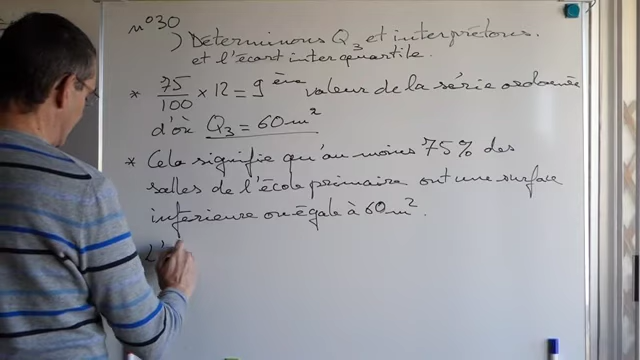 n°30
) Déterminons Q₃ et interprétons.
et l'écart interquartile.
* 75/100 × 12 = 9ème valeur de la série ordonnée
d'où Q₃ = 60 m²
* Cela signifie qu'au moins 75% des
salles de l'école primaire ont une surface
inférieure ou égale à 60 m².
L'